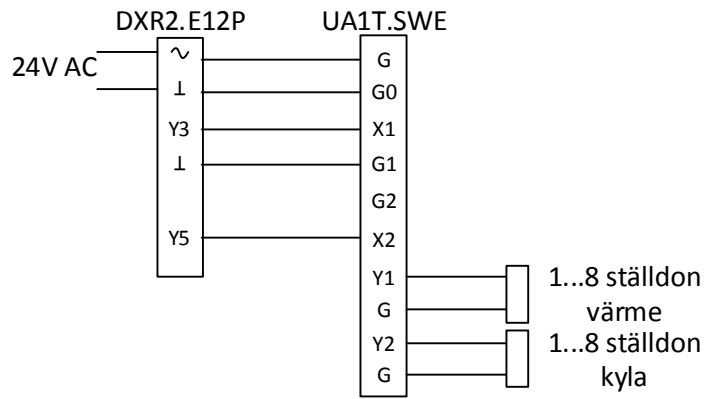 DXR2.E12P UA1T.SWE
24V AC
∿ G
⊥ G0
Y3 X1
⊥ G1
G2
Y5 X2
Y1 1...8 ställdon
G värme
Y2 1...8 ställdon
G kyla